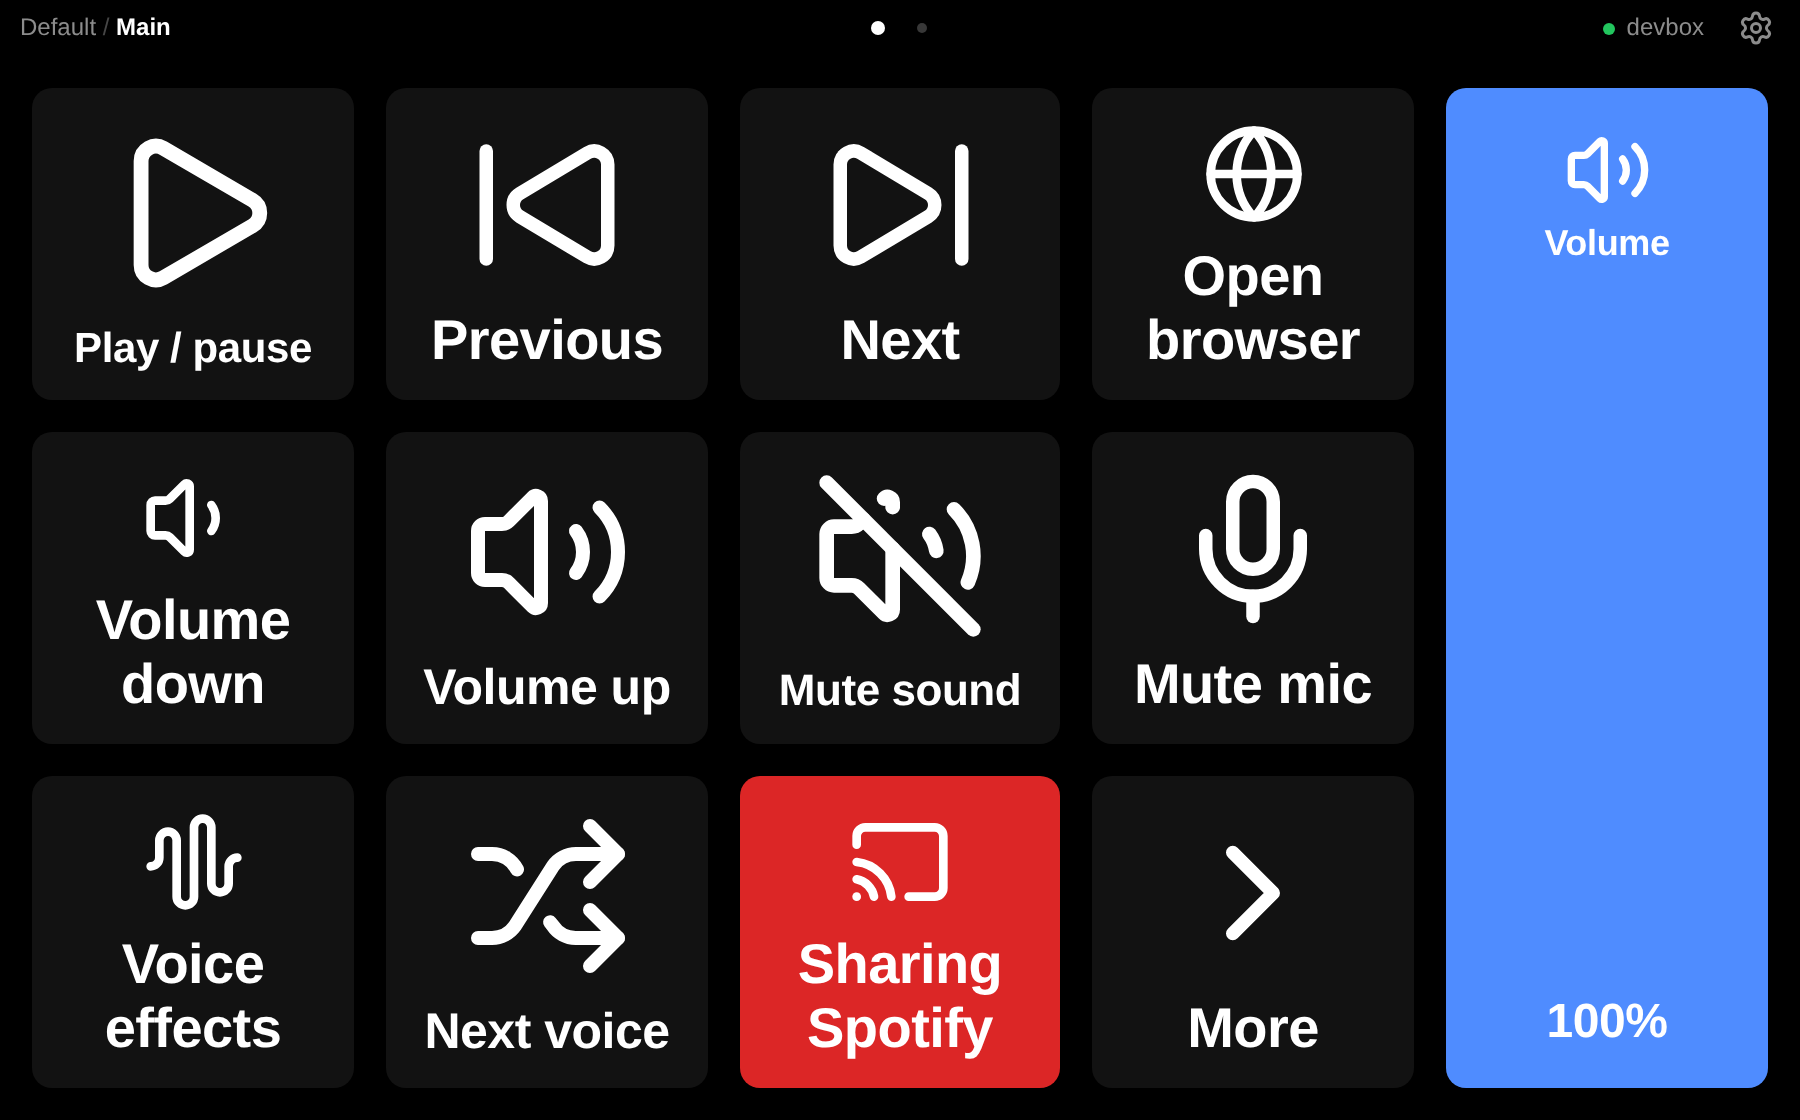 Default / Main
devbox
Play / pause
Previous
Next
Open
browser
Volume
Volume
down
Volume up
Mute sound
Mute mic
Voice
effects
Next voice
Sharing
Spotify
More
100%